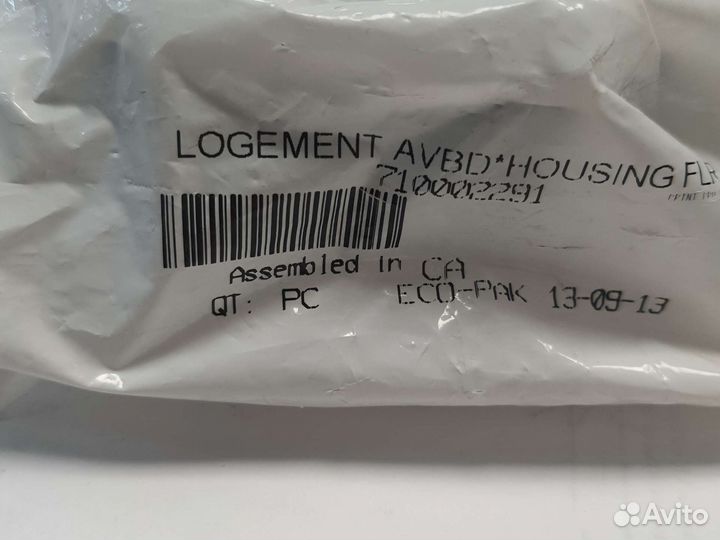 LOGEMENT AVBD*HOUSING FLR
710002291
Assembled in CA
QT: PC ECO-PAK 13-09-13
Avito